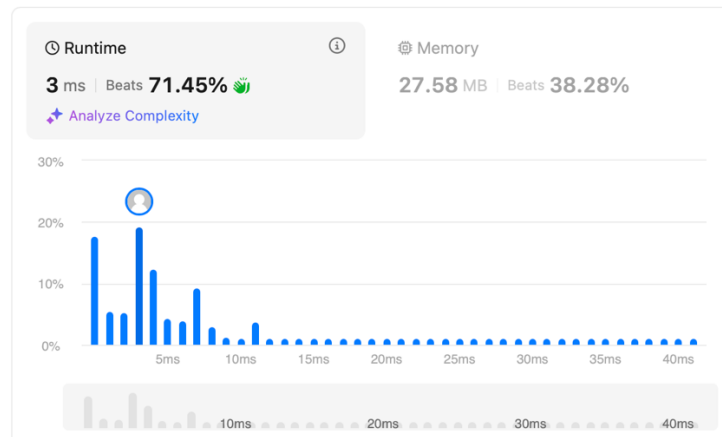 Runtime
3 ms | Beats 71.45%
Analyze Complexity
Memory
27.58 MB | Beats 38.28%
30%
20%
10%
0%
5ms 10ms 15ms 20ms 25ms 30ms 35ms 40ms
10ms 20ms 30ms 40ms